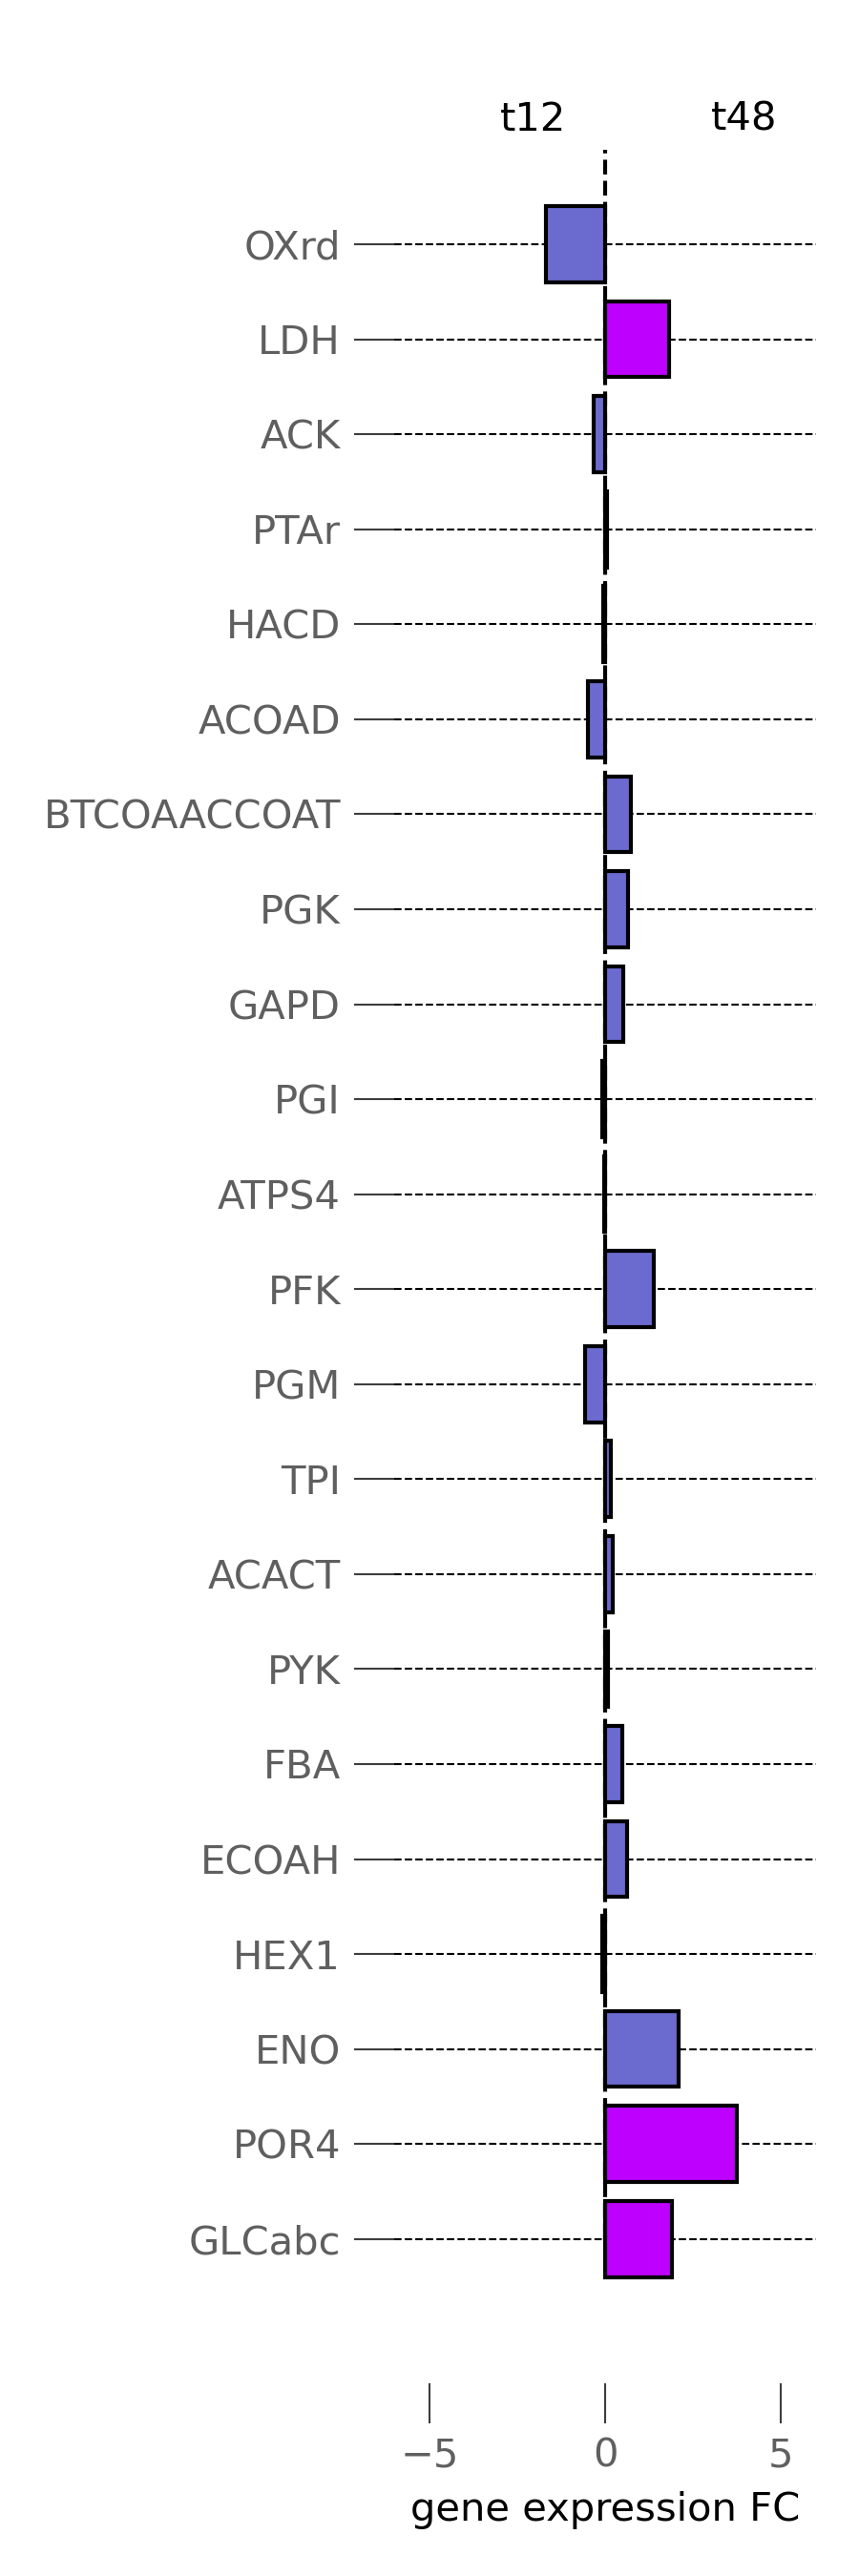 t12 t48
OXrd
LDH
ACK
PTAr
HACD
ACOAD
BTCOAACCOAT
PGK
GAPD
PGI
ATPS4
PFK
PGM
TPI
ACACT
PYK
FBA
ECOAH
HEX1
ENO
POR4
GLCabc
−5 0 5
gene expression FC